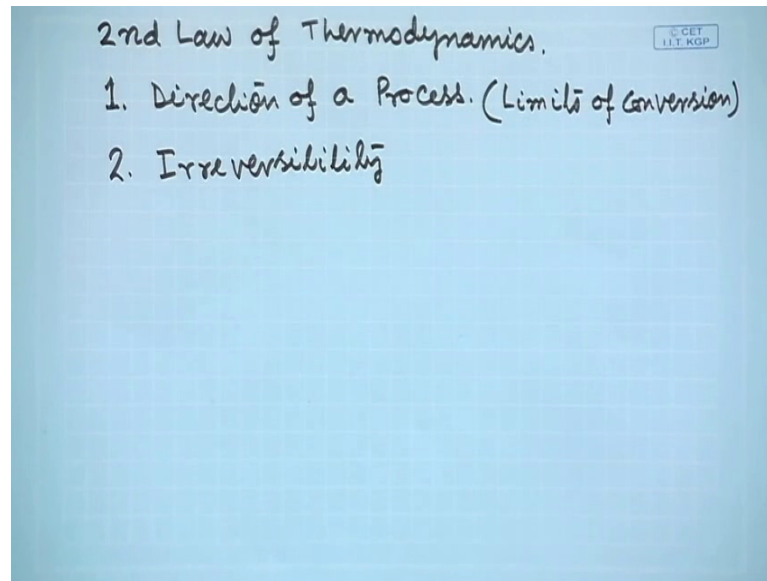 2nd Law of Thermodynamics.
© CET
I.I.T. KGP
1. Direction of a Process. (Limits of Conversion)
2. Irreversibility